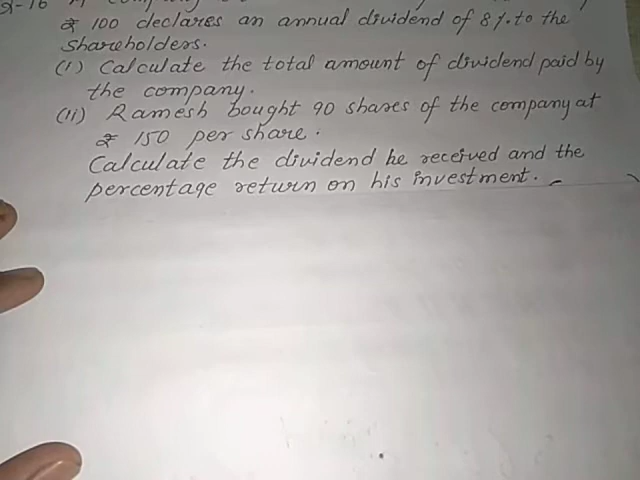 ₹ 100 declares an annual dividend of 8%. to the
shareholders.
(i) Calculate the total amount of dividend paid by
the company.
(ii) Ramesh bought 90 shares of the company at
₹ 150 per share.
Calculate the dividend he received and the
percentage return on his investment.